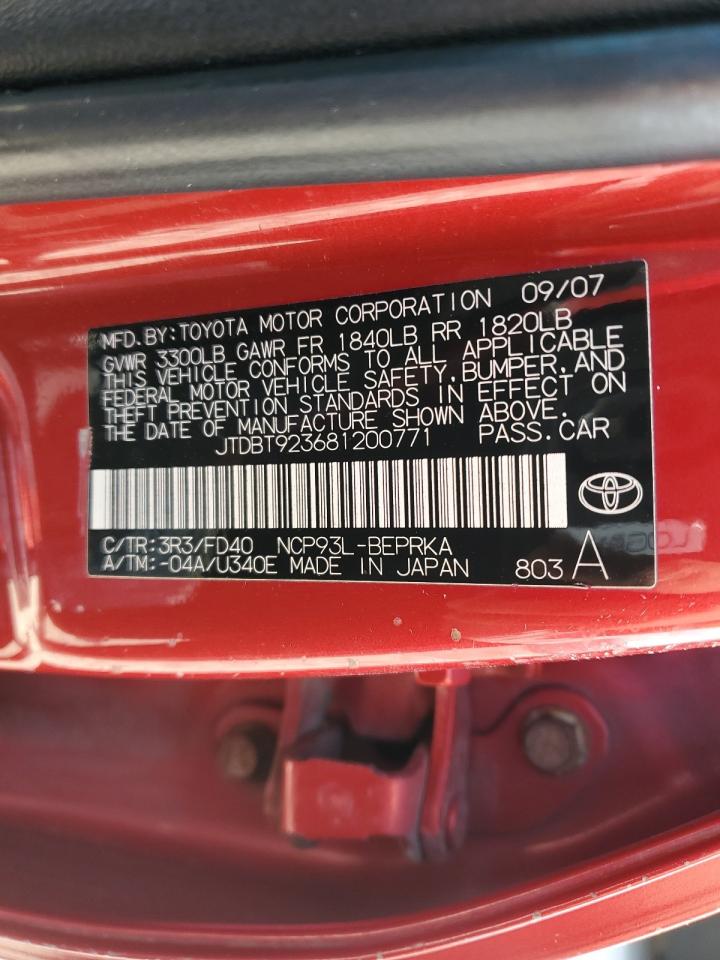 MFD.BY:TOYOTA MOTOR CORPORATION 09/07
GVWR 3300LB GAWR FR 1840LB RR 1820LB
THIS VEHICLE CONFORMS TO ALL APPLICABLE
FEDERAL MOTOR VEHICLE SAFETY,BUMPER,AND
THEFT PREVENTION STANDARDS IN EFFECT ON
THE DATE OF MANUFACTURE SHOWN ABOVE.
JTDBT923681200771 PASS.CAR
C/TR:3R3/FD40 NCP93L-BEPRKA
A/TM:-04A/U340E MADE IN JAPAN 803 A